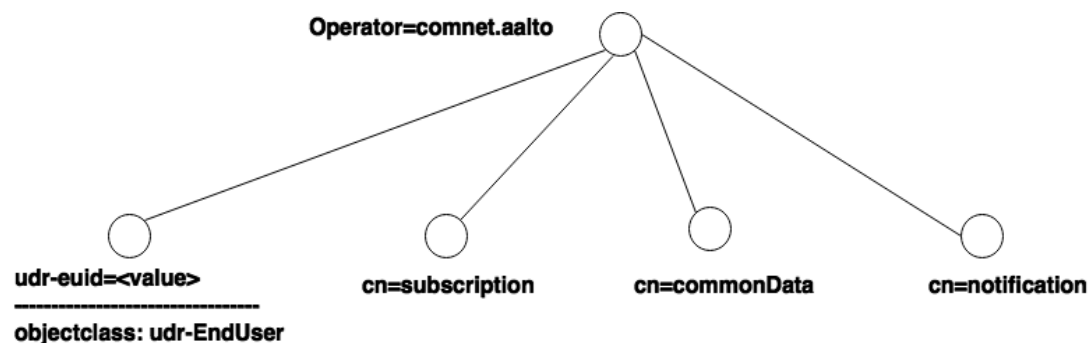 Operator=comnet.aalto
udr-euid=<value>
---------------------------------
objectclass: udr-EndUser
cn=subscription
cn=commonData
cn=notification